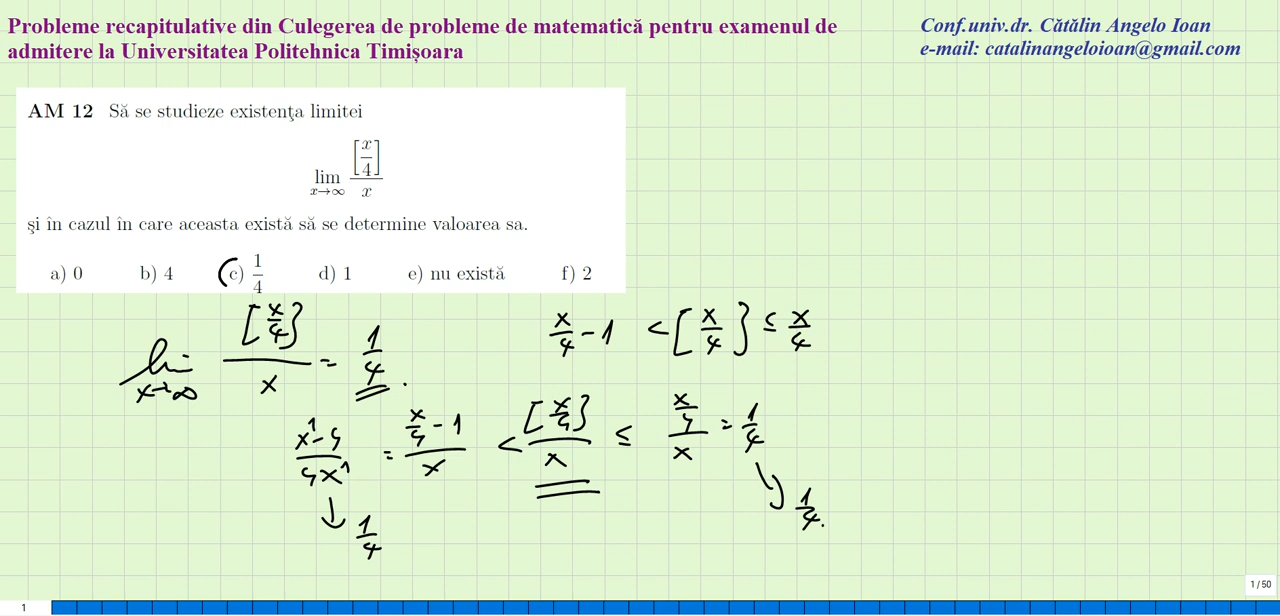 Probleme recapitulative din Culegerea de probleme de matematică pentru examenul de
admitere la Universitatea Politehnica Timișoara
Conf.univ.dr. Cătălin Angelo Ioan
e-mail: catalinangeloioan@gmail.com
AM 12 Să se studieze existenţa limitei
lim x→∞ [x/4]/x
şi în cazul în care aceasta există să se determine valoarea sa.
a) 0 b) 4 c) 1/4 d) 1 e) nu există f) 2
lim x→∞ [x/4]/x = 1/4.
x/4 - 1 < [x/4] ≤ x/4
(x¹-4)/(4x¹) = (x/4 - 1)/x < [x/4]/x ≤ (x/4)/x = 1/4
↓ 1/4
↘ 1/4.
1 / 50
1